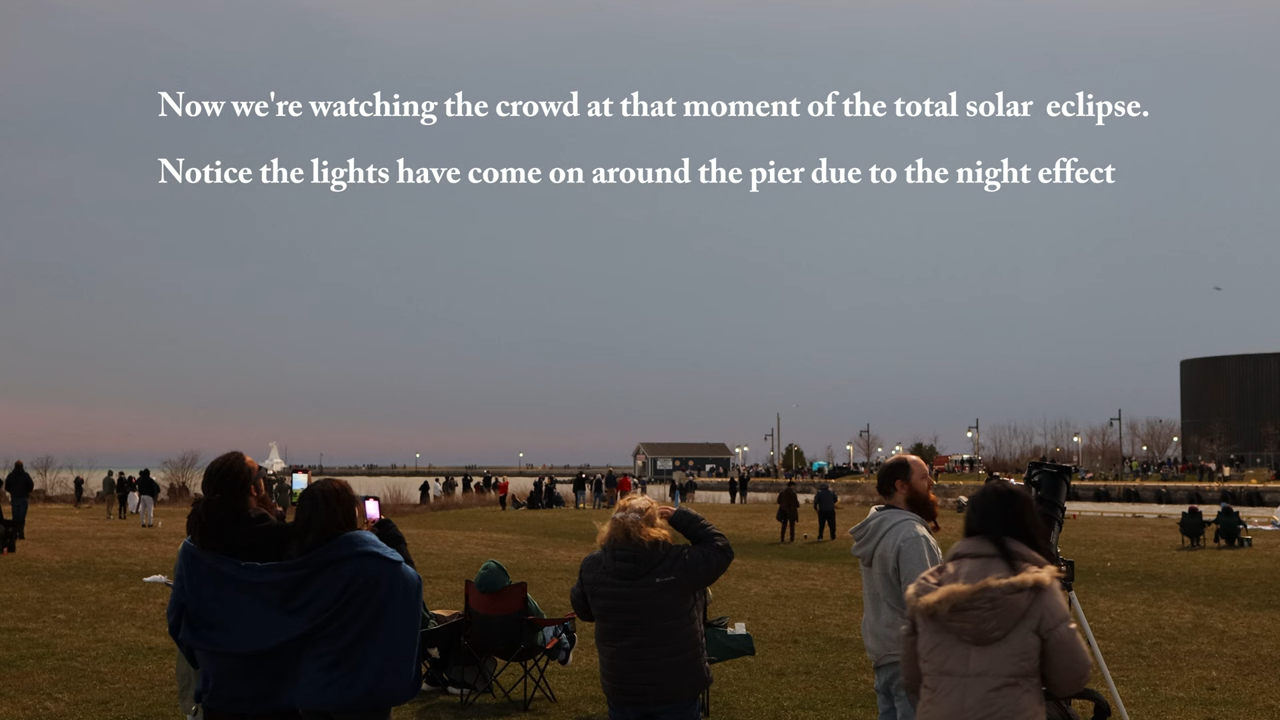 Now we're watching the crowd at that moment of the total solar  eclipse.
Notice the lights have come on around the pier due to the night effect